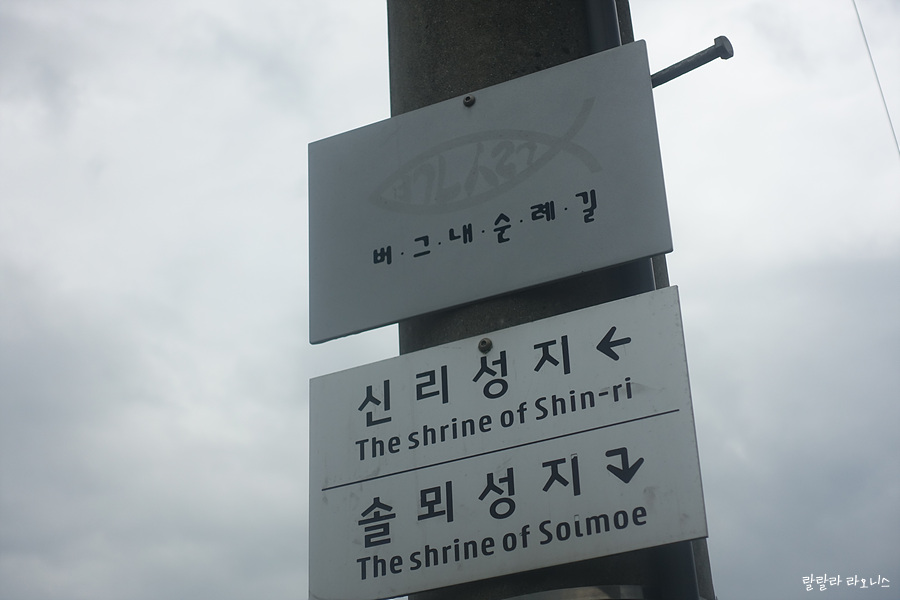 버·그·내·순·례·길
신리성지 ←
The shrine of Shin-ri
솔뫼성지
The shrine of Solmoe
랄랄라 라오니스